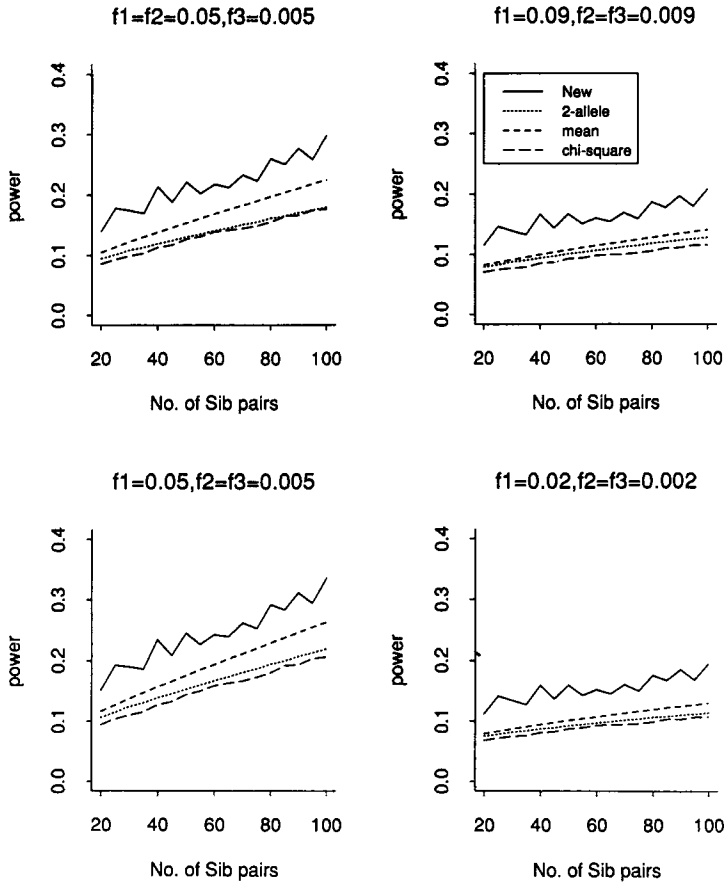 f1=f2=0.05,f3=0.005
power
0.4
0.3
0.2
0.1
0.0
20 40 60 80 100
No. of Sib pairs
f1=0.09,f2=f3=0.009
power
0.4
0.3
0.2
0.1
0.0
New
2-allele
mean
chi-square
20 40 60 80 100
No. of Sib pairs
f1=0.05,f2=f3=0.005
power
0.4
0.3
0.2
0.1
0.0
20 40 60 80 100
No. of Sib pairs
f1=0.02,f2=f3=0.002
power
0.4
0.3
0.2
0.1
0.0
20 40 60 80 100
No. of Sib pairs